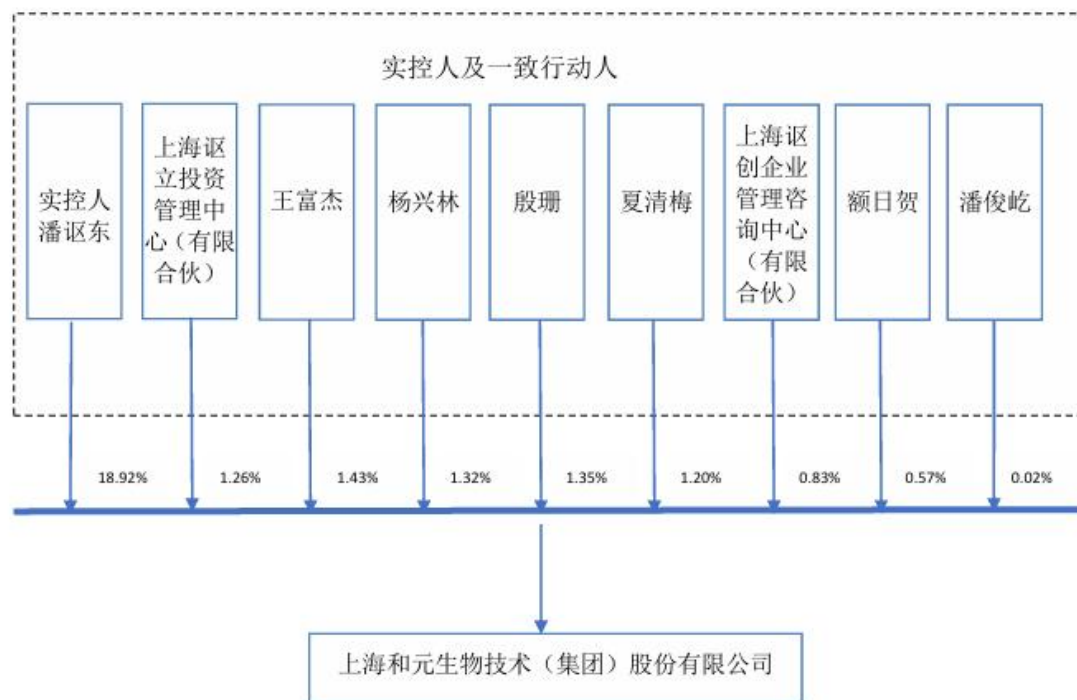 实控人及一致行动人
实控人
潘讴东
上海讴
立投资
管理中
心（有限
合伙）
王富杰
杨兴林
殷珊
夏清梅
上海讴
创企业
管理咨
询中心
（有限
合伙）
额日贺
潘俊屹
18.92%
1.26%
1.43%
1.32%
1.35%
1.20%
0.83%
0.57%
0.02%
上海和元生物技术（集团）股份有限公司